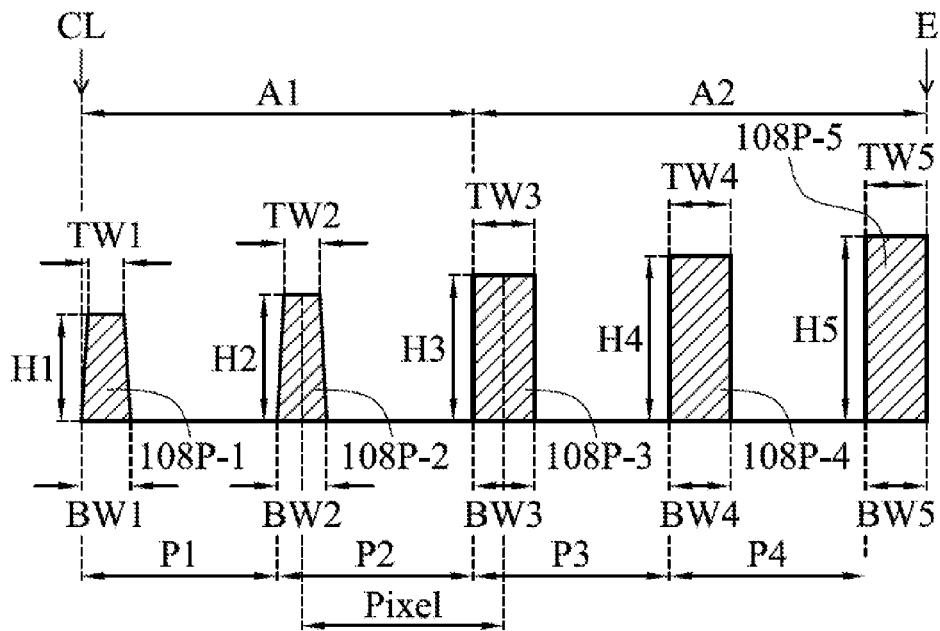 CL E
A1 A2
108P-5
TW1 TW2 TW3 TW4 TW5
H1 H2 H3 H4 H5
108P-1 108P-2 108P-3 108P-4
BW1 BW2 BW3 BW4 BW5
P1 P2 P3 P4
Pixel